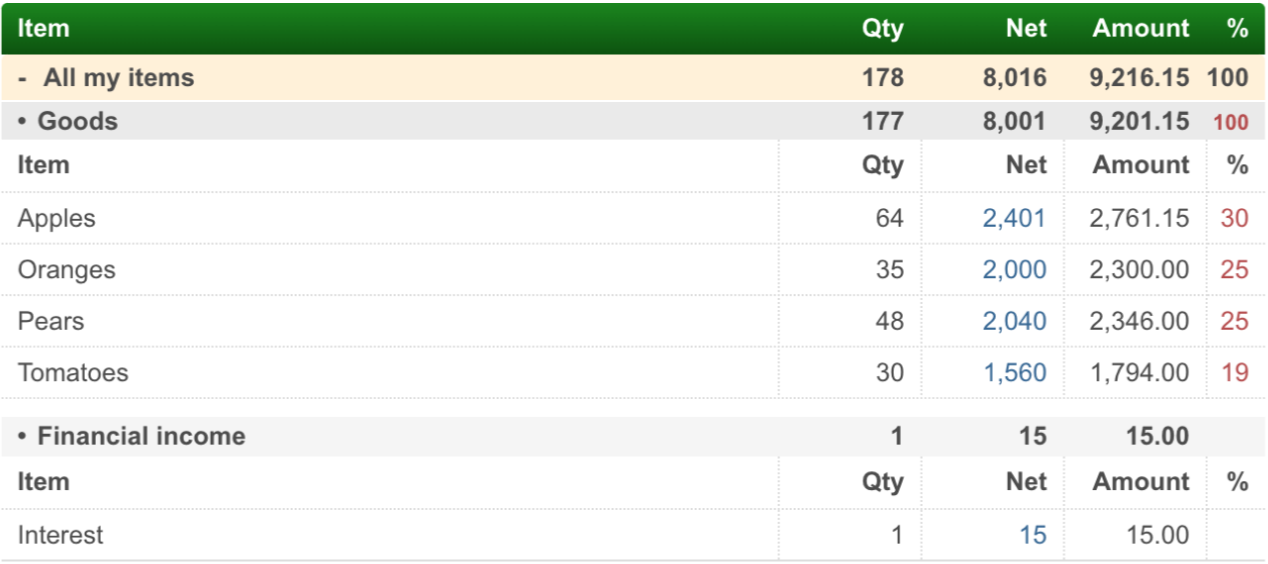 Item Qty Net Amount %
- All my items 178 8,016 9,216.15 100
• Goods 177 8,001 9,201.15 100
Item Qty Net Amount %
Apples 64 2,401 2,761.15 30
Oranges 35 2,000 2,300.00 25
Pears 48 2,040 2,346.00 25
Tomatoes 30 1,560 1,794.00 19
• Financial income 1 15 15.00
Item Qty Net Amount %
Interest 1 15 15.00